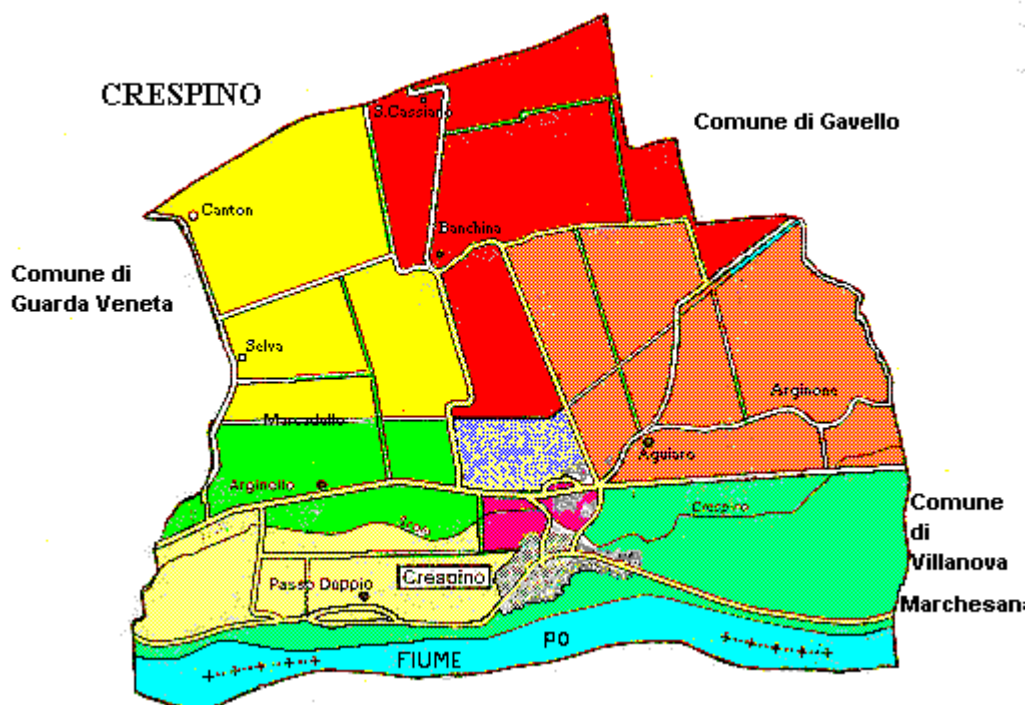 CRESPINO
S.Cassiano
Comune di Gavello
Canton
Banchina
Comune di
Guarda Veneta
Selva
Arginone
Aguiaro
Arginello
Crespino
Comune
di
Villanova
Marchesana
Passo Doppio
Crespino
FIUME
PO